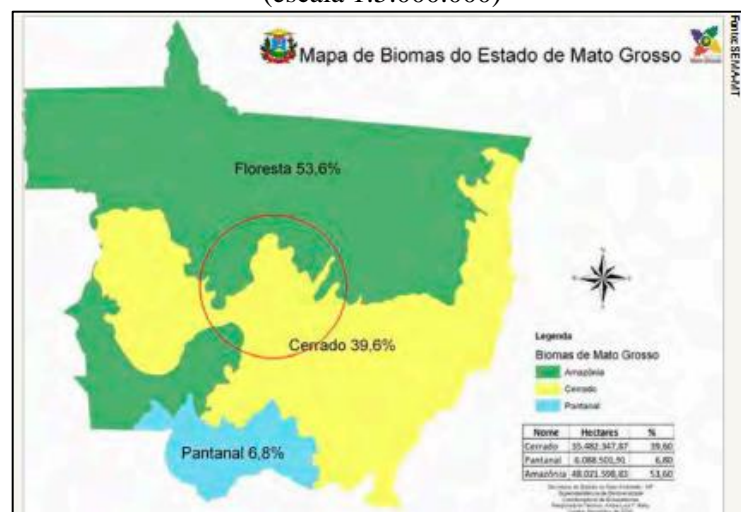 (escala 1:5.000.000)
Mapa de Biomas do Estado de Mato Grosso
Fonte: SEMA-MT
Floresta 53,6%
Cerrado 39,6%
Pantanal 6,8%
Legenda
Biomas de Mato Grosso
Amazônia
Cerrado
Pantanal
Nome Hectares %
Cerrado 35.482.347,87 39,60
Pantanal 6.088.501,91 6,80
Amazônia 48.021.598,83 53,60